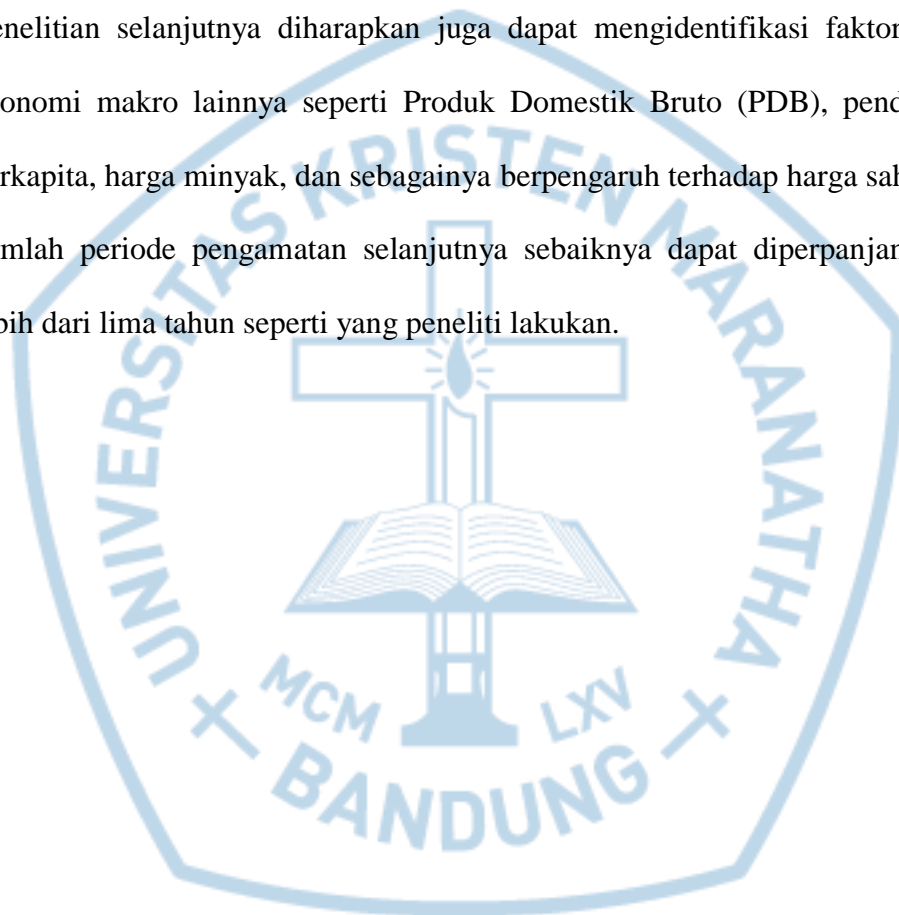 enelitian selanjutnya diharapkan juga dapat mengidentifikasi faktor
onomi makro lainnya seperti Produk Domestik Bruto (PDB), pend
rkapita, harga minyak, dan sebagainya berpengaruh terhadap harga sah
mlah periode pengamatan selanjutnya sebaiknya dapat diperpanjan
bih dari lima tahun seperti yang peneliti lakukan.
UNIVERSITAS KRISTEN MARANATHA
MCM LXV
BANDUNG